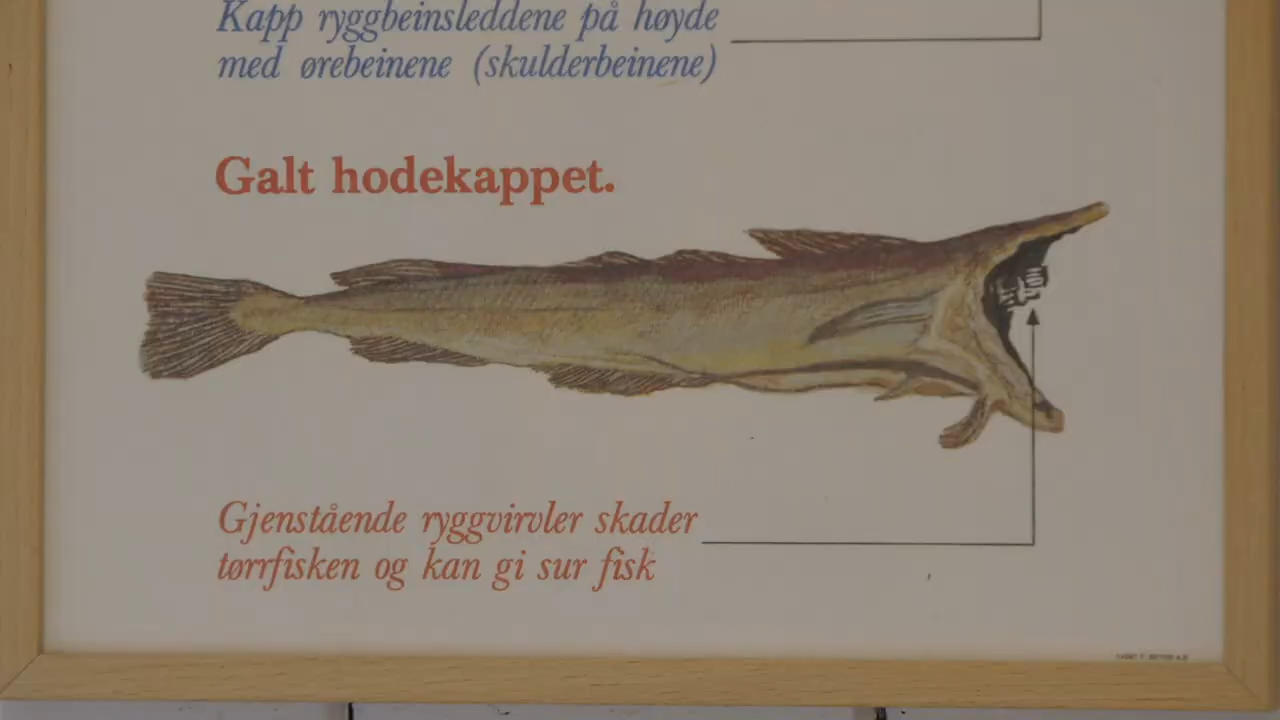 Kapp ryggbeinsleddene på høyde
med ørebeinene (skulderbeinene)
Galt hodekappet.
Gjenstående ryggvirvler skader
tørrfisken og kan gi sur fisk